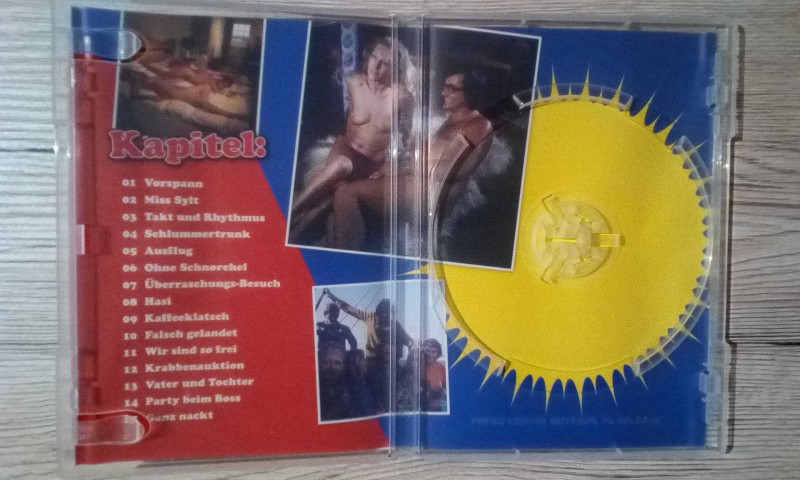 Kapitel:
01 Vorspann
02 Miss Sylt
03 Takt und Rhythmus
04 Schlummertrunk
05 Ausflug
06 Ohne Schnorchel
07 Überraschungs-Besuch
08 Hasi
09 Kaffeeklatsch
10 Falsch gelandet
11 Wir sind so frei
12 Krabbenauktion
13 Vater und Tochter
14 Party beim Boss
Ganz nackt